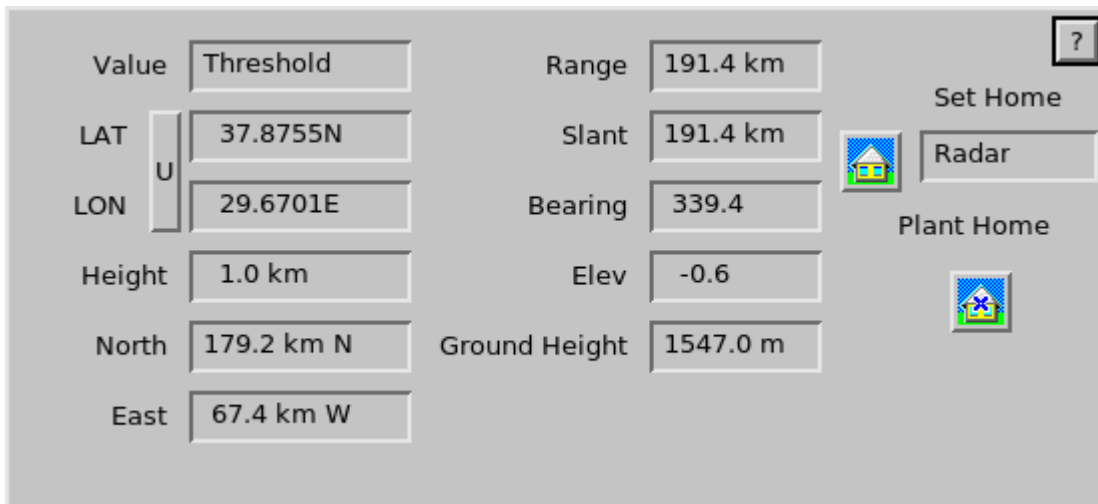 ?
Value Threshold
Range 191.4 km
Set Home
LAT 37.8755N
Slant 191.4 km
Radar
U
LON 29.6701E
Bearing 339.4
Plant Home
Height 1.0 km
Elev -0.6
North 179.2 km N
Ground Height 1547.0 m
East 67.4 km W